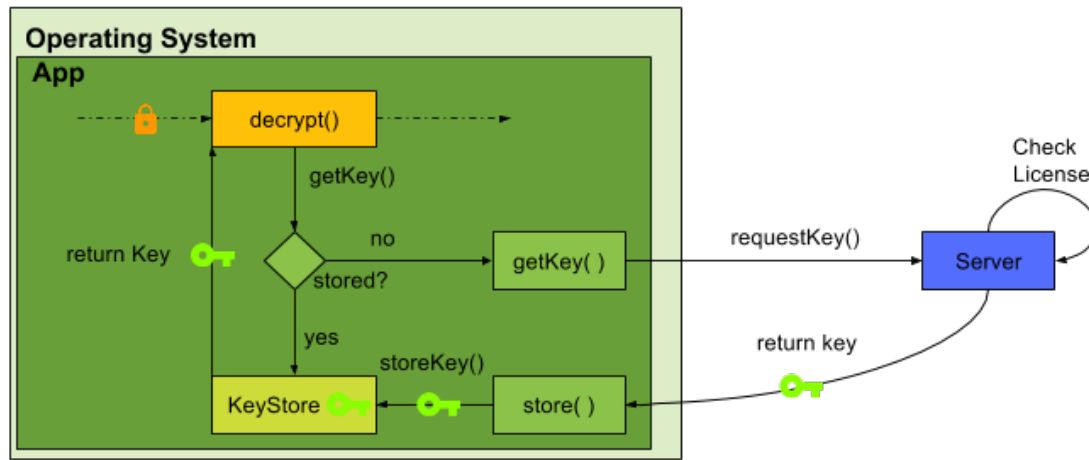 Operating System
App
decrypt()
getKey()
Check
License
return Key
no
requestKey()
stored?
getKey( )
Server
yes
return key
storeKey()
KeyStore
store( )